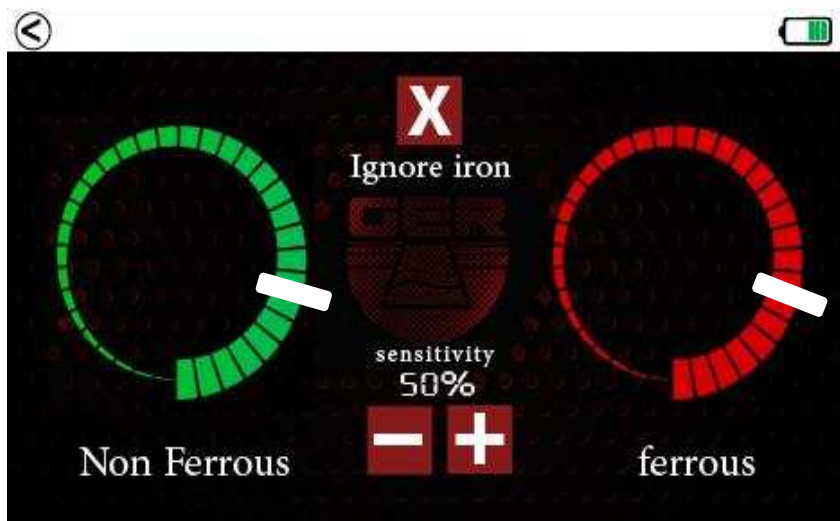 X
Ignore iron
OER
sensitivity
50%
Non Ferrous
ferrous